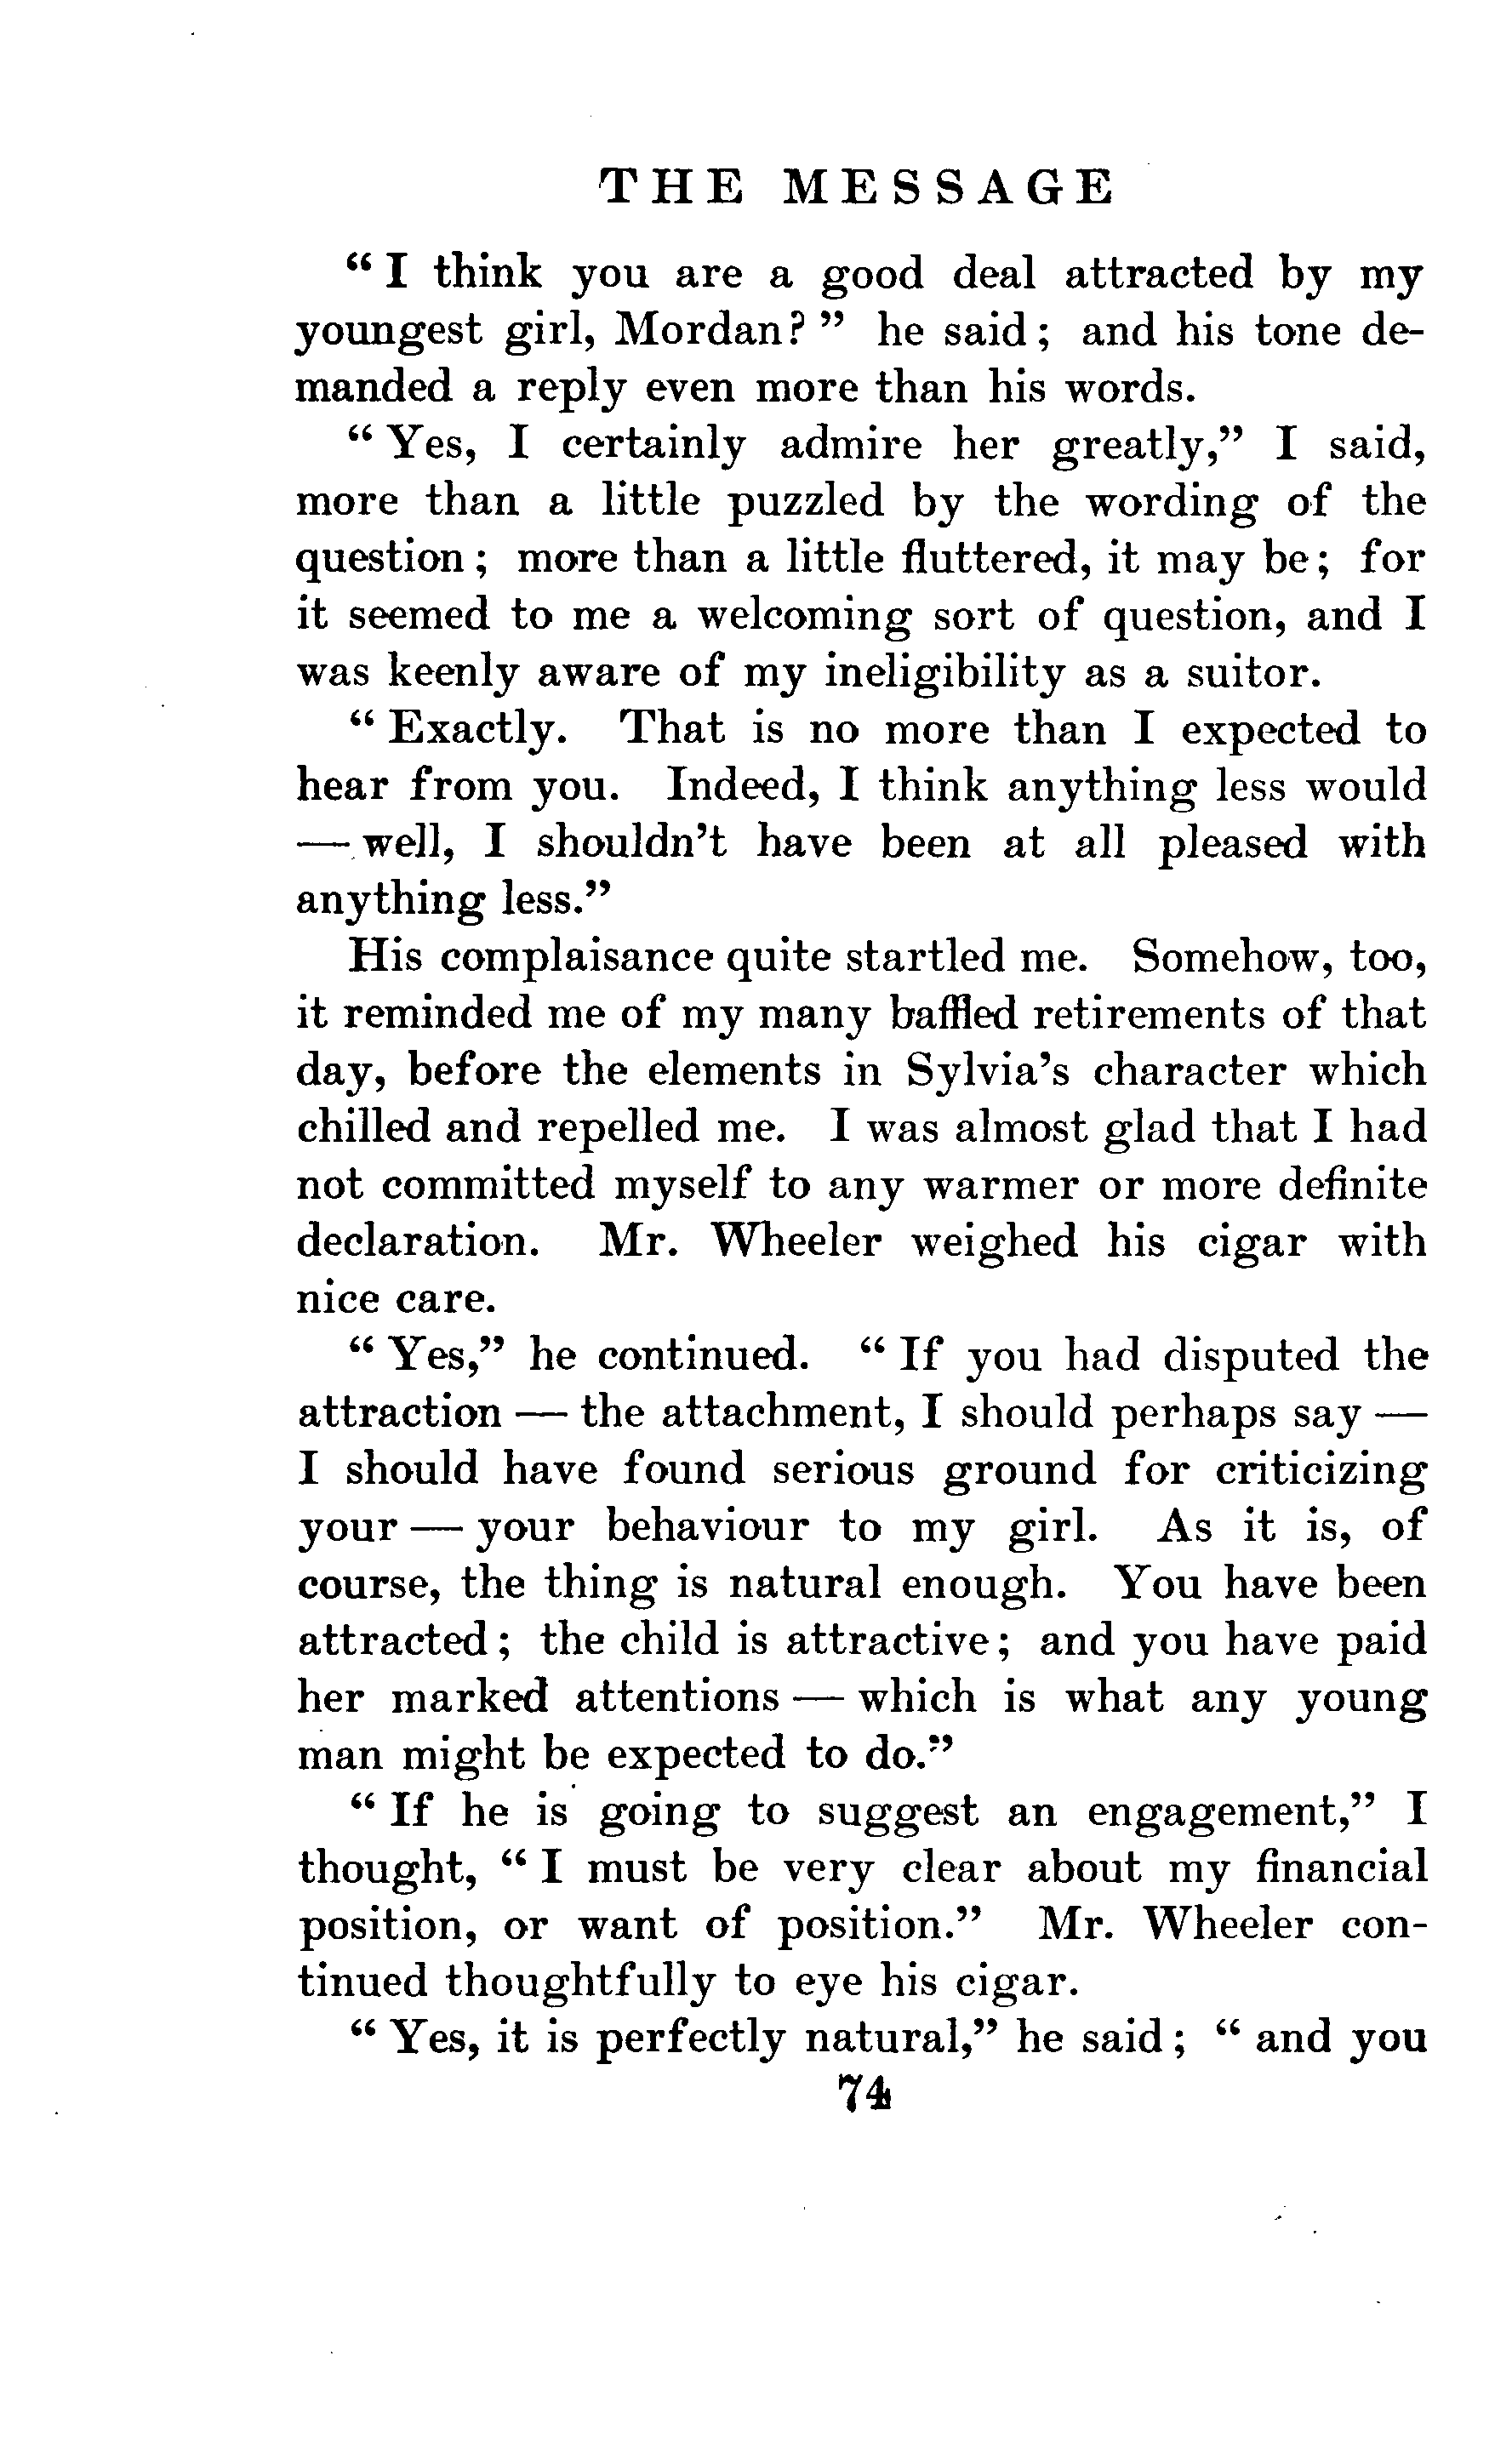 THE MESSAGE
“ I think you are a good deal attracted by my
youngest girl, Mordan? ” he said ; and his tone de-
manded a reply even more than his words.
“ Yes, I certainly admire her greatly,” I said,
more than a little puzzled by the wording of the
question ; more than a little fluttered, it may be ; for
it seemed to me a welcoming sort of question, and I
was keenly aware of my ineligibility as a suitor.
“ Exactly. That is no more than I expected to
hear from you. Indeed, I think anything less would
— well, I shouldn’t have been at all pleased with
anything less.”
His complaisance quite startled me. Somehow, too,
it reminded me of my many baffled retirements of that
day, before the elements in Sylvia’s character which
chilled and repelled me. I was almost glad that I had
not committed myself to any warmer or more definite
declaration. Mr. Wheeler weighed his cigar with
nice care.
“ Yes,” he continued. “ If you had disputed the
attraction — the attachment, I should perhaps say —
I should have found serious ground for criticizing
your — your behaviour to my girl. As it is, of
course, the thing is natural enough. You have been
attracted ; the child is attractive ; and you have paid
her marked attentions — which is what any young
man might be expected to do.”
“ If he is going to suggest an engagement,” I
thought, “ I must be very clear about my financial
position, or want of position.” Mr. Wheeler con-
tinued thoughtfully to eye his cigar.
“ Yes, it is perfectly natural,” he said ; “ and you
74